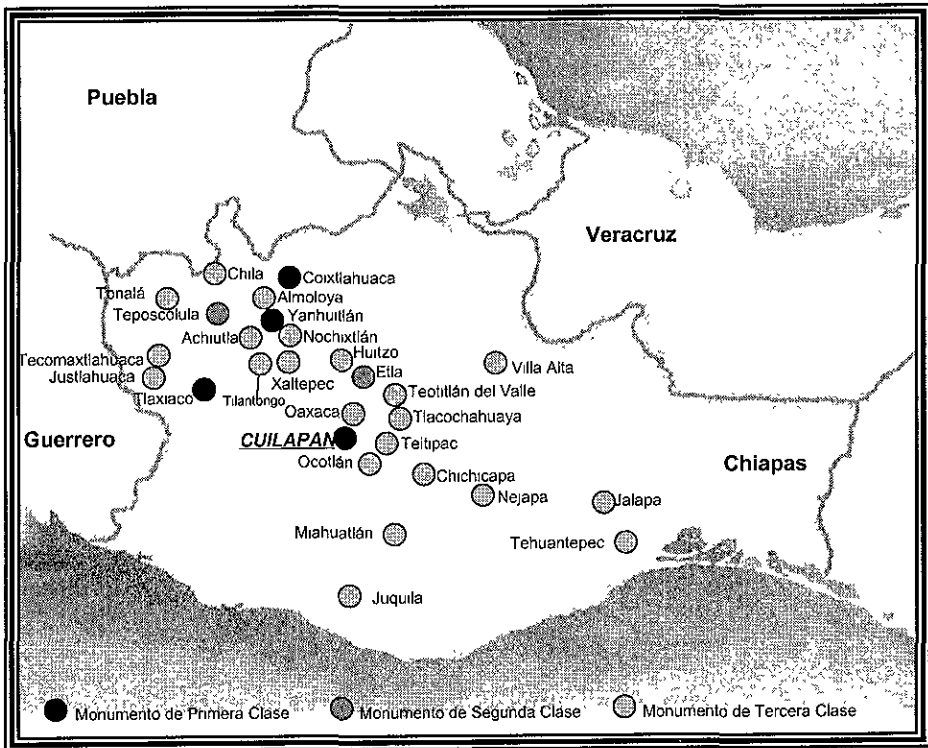 Puebla
Veracruz
Chila
Coixtlahuaca
Tonalá
Almoloya
Teposcolula
Yanhuitlán
Achiutla
Nochixtlán
Tecomaxtlahuaca
Huitzo
Villa Alta
Justlahuaca
Xaltepec
Etla
Tlaxiaco
Tilantongo
Teotitlán del Valle
Oaxaca
Tlacochahuaya
Guerrero
CUILAPAN
Teitipac
Ocotlán
Chiapas
Chichicapa
Nejapa
Jalapa
Miahuatlán
Tehuantepec
Juquila
Monumento de Primera Clase
Monumento de Segunda Clase
Monumento de Tercera Clase